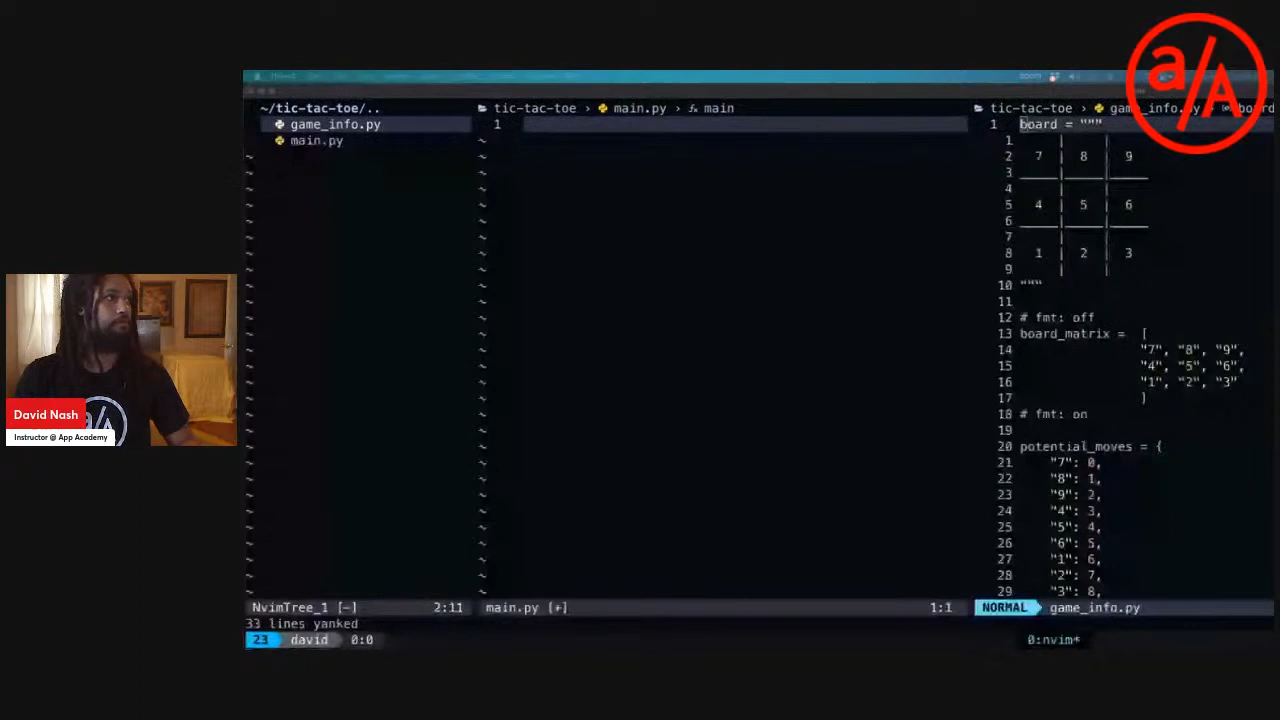 a/A
~/tic-tac-toe/..
game_info.py
main.py
tic-tac-toe › main.py › main
1
tic-tac-toe › game_info.py ›
1 board = """
1
2 7 8 9
3
4
5 4 5 6
6
7
8 1 2 3
9
10 """
11
12 # fmt: off
13 board_matrix = [
14 "7", "8", "9",
15 "4", "5", "6",
16 "1", "2", "3"
17 ]
18 # fmt: on
19
20 potential_moves = {
21 "7": 0,
22 "8": 1,
23 "9": 2,
24 "4": 3,
25 "5": 4,
26 "6": 5,
27 "1": 6,
28 "2": 7,
29 "3": 8,
NvimTree_1 [-] 2:11 main.py [+] 1:1 NORMAL game_info.py
33 lines yanked
23 david 0:0 0:nvim*
a/A
David Nash
Instructor @ App Academy